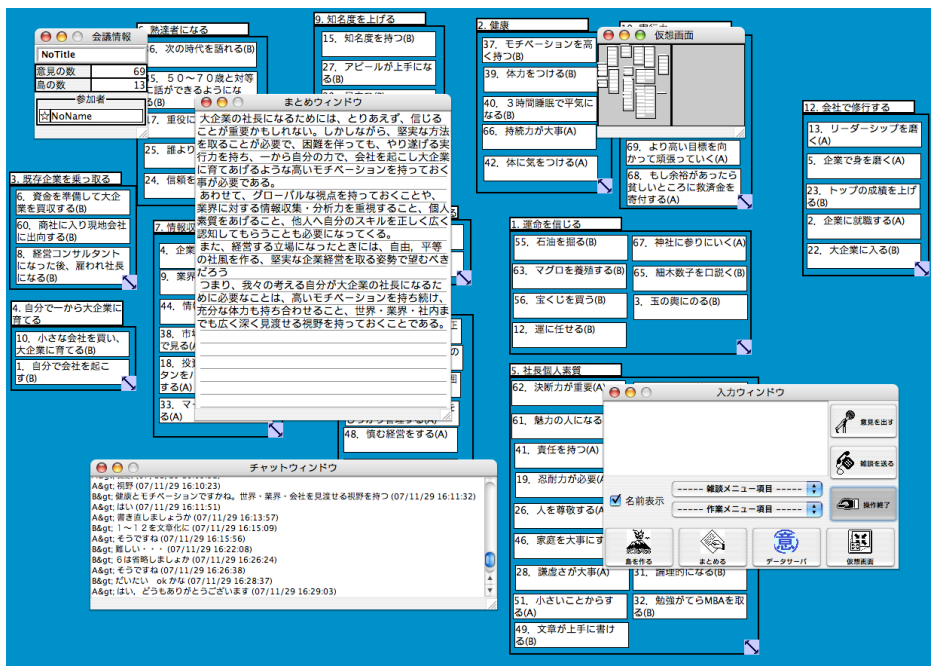 9. 知名度を上げる
15, 知名度を持つ(B)
27, アピールが上手にな
る(B)
2. 健康
37, モチベーションを高
く持つ(B)
39, 体力をつける(B)
40, 3時間睡眠で平気に
なる(B)
66, 持続力が大事(A)
42, 体に気をつける(A)
会議情報
NoTitle
意見の数 69
島の数 13
参加者
☆NoName
熟達者になる
6, 次の時代を語れる(B)
5, 50~70歳と対等
に話ができるようにな
る(B)
17, 重役に
25, 誰より
24, 信頼を
仮想画面
69, より高い目標を向
かって頑張っていく(A)
68, もし余裕があったら
貧しいところに救済金を
寄付する(A)
12. 会社で修行する
13, リーダーシップを磨
く(A)
5, 企業で身を磨く(A)
23, トップの成績を上げ
る(B)
2, 企業に就職する(A)
22, 大企業に入る(B)
3. 既存企業を乗っ取る
6, 資金を準備して大企
業を買収する(B)
60, 商社に入り現地会社
に出向する(B)
8, 経営コンサルタント
になった後、雇われ社長
になる(B)
4. 自分で一から大企業に
育てる
10, 小さな会社を買い、
大企業に育てる(B)
1, 自分で会社を起こ
す(B)
7. 情報収
4, 企業
9, 業界
44, 情
38, 市
で見る(A
18, 投
タンを
する(A)
33, マー
る(A)
まとめウィンドウ
大企業の社長になるためには、とりあえず、信じる
ことが重要かもしれない。しかしながら、堅実な方法
を取ることが必要で、困難を伴っても、やり遂げる実
行力を持ち、一から自分の力で、会社を起こし大企業
に育てあげるような高いモチベーションを持っておく
事が必要である。
あわせて、グローバルな視点を持っておくことや、
業界に対する情報収集・分析力を重視すること、個人
素質をあげること、他人へ自分のスキルを正しく広く
認知してもらうことも必要になってくる。
また、経営する立場になったときには、自由，平等
の社風を作る、堅実な企業経営を取る姿勢で望むべき
だろう
つまり、我々の考える自分が大企業の社長になるた
めに必要なことは、高いモチベーションを持ち続け、
充分な体力も持ち合わせること、世界・業界・社内ま
でも広く深く見渡せる視野を持っておくことである。
48, 慎む経営をする(A)
1. 運命を信じる
55, 石油を掘る(B)
67, 神社に参りにいく(A)
63, マグロを養殖する(B)
65, 細木数子を口説く(B)
56, 宝くじを買う(B)
3, 玉の輿にのる(B)
12, 運に任せる(B)
5. 社長個人素質
62, 決断力が重要(A)
61, 魅力の人になる
41, 責任を持つ(A)
19, 忍耐力が必要(A
26, 人を尊敬する(A)
46, 家庭を大事にす
28, 謙虚さが大事(A)
31, 論理的になる(B)
51, 小さいことからす
る(A)
32, 勉強がてらMBAを取
る(B)
49, 文章が上手に書け
る(B)
入力ウィンドウ
意見を出す
雑談を送る
名前表示
----- 雑談メニュー項目 -----
----- 作業メニュー項目 -----
操作終了
島を作る
まとめる
データサーバ
仮想画面
チャットウィンドウ
A&gt; 視野 (07/11/29 16:10:23)
B&gt; 健康とモチベーションですかね。世界・業界・会社を見渡せる視野を持つ (07/11/29 16:11:32)
A&gt; はい (07/11/29 16:11:51)
A&gt; 書き直しましょうか (07/11/29 16:13:57)
B&gt; 1～12を文章化に (07/11/29 16:15:09)
A&gt; そうですね (07/11/29 16:15:56)
B&gt; 難しい・・・ (07/11/29 16:22:08)
B&gt; 6は省略しましょか (07/11/29 16:26:24)
A&gt; そうですね (07/11/29 16:26:38)
B&gt; だいたい ok かな (07/11/29 16:28:37)
A&gt; はい，どうもありがとうございます (07/11/29 16:29:03)